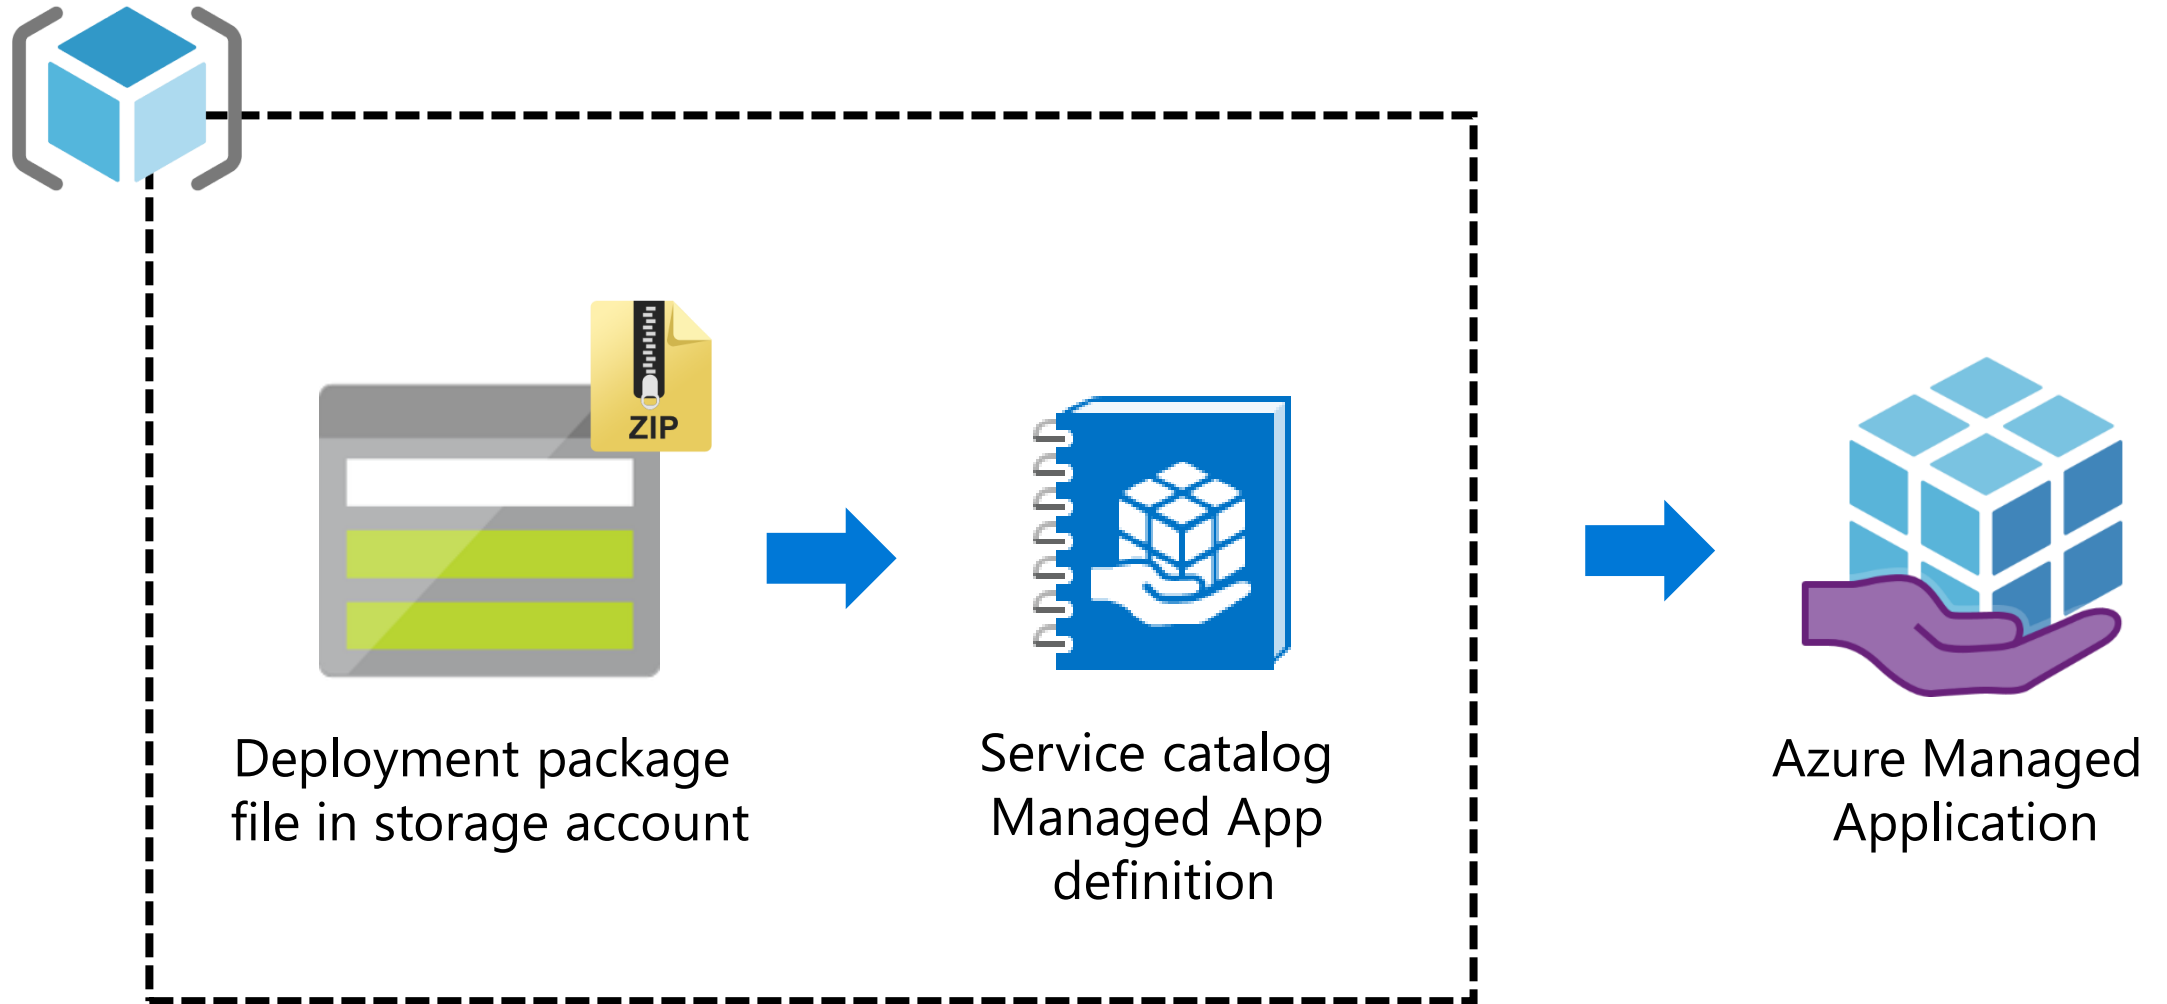 ZIP
Deployment package
file in storage account
Service catalog
Managed App
definition
Azure Managed
Application